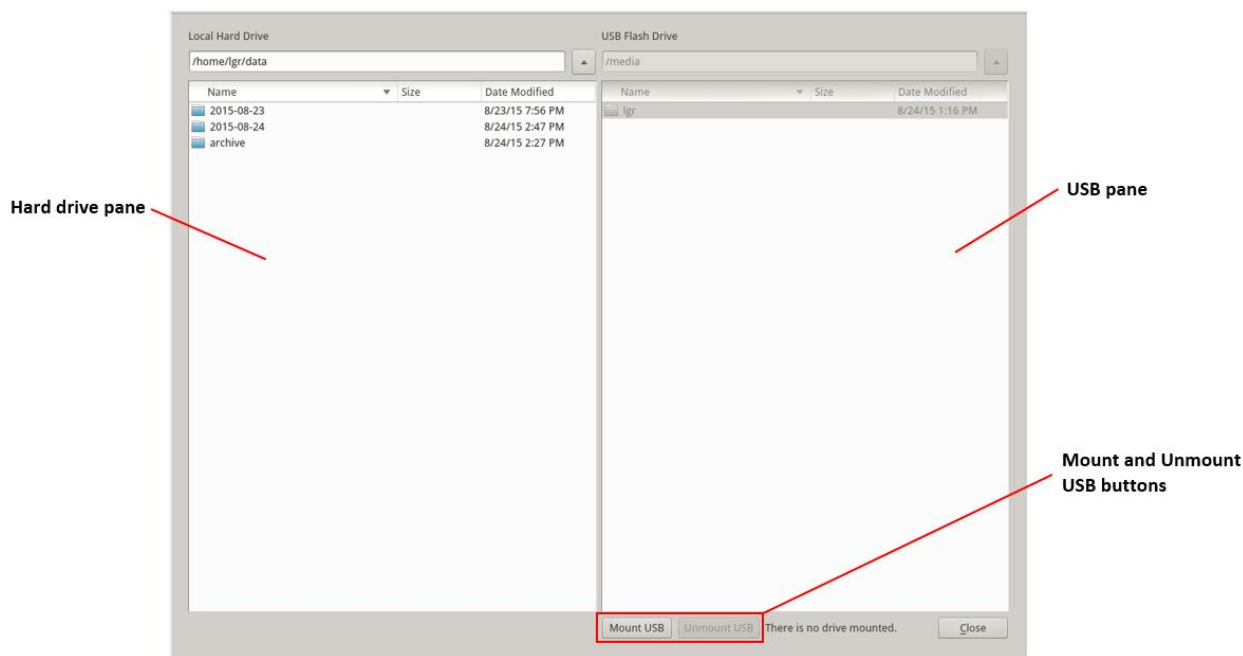 Local Hard Drive
/home/lgr/data
Name Size Date Modified
2015-08-23 8/23/15 7:56 PM
2015-08-24 8/24/15 2:47 PM
archive 8/24/15 2:27 PM
USB Flash Drive
/media
Name Size Date Modified
lgr 8/24/15 1:16 PM
Hard drive pane
USB pane
Mount and Unmount
USB buttons
Mount USB Unmount USB There is no drive mounted. Close